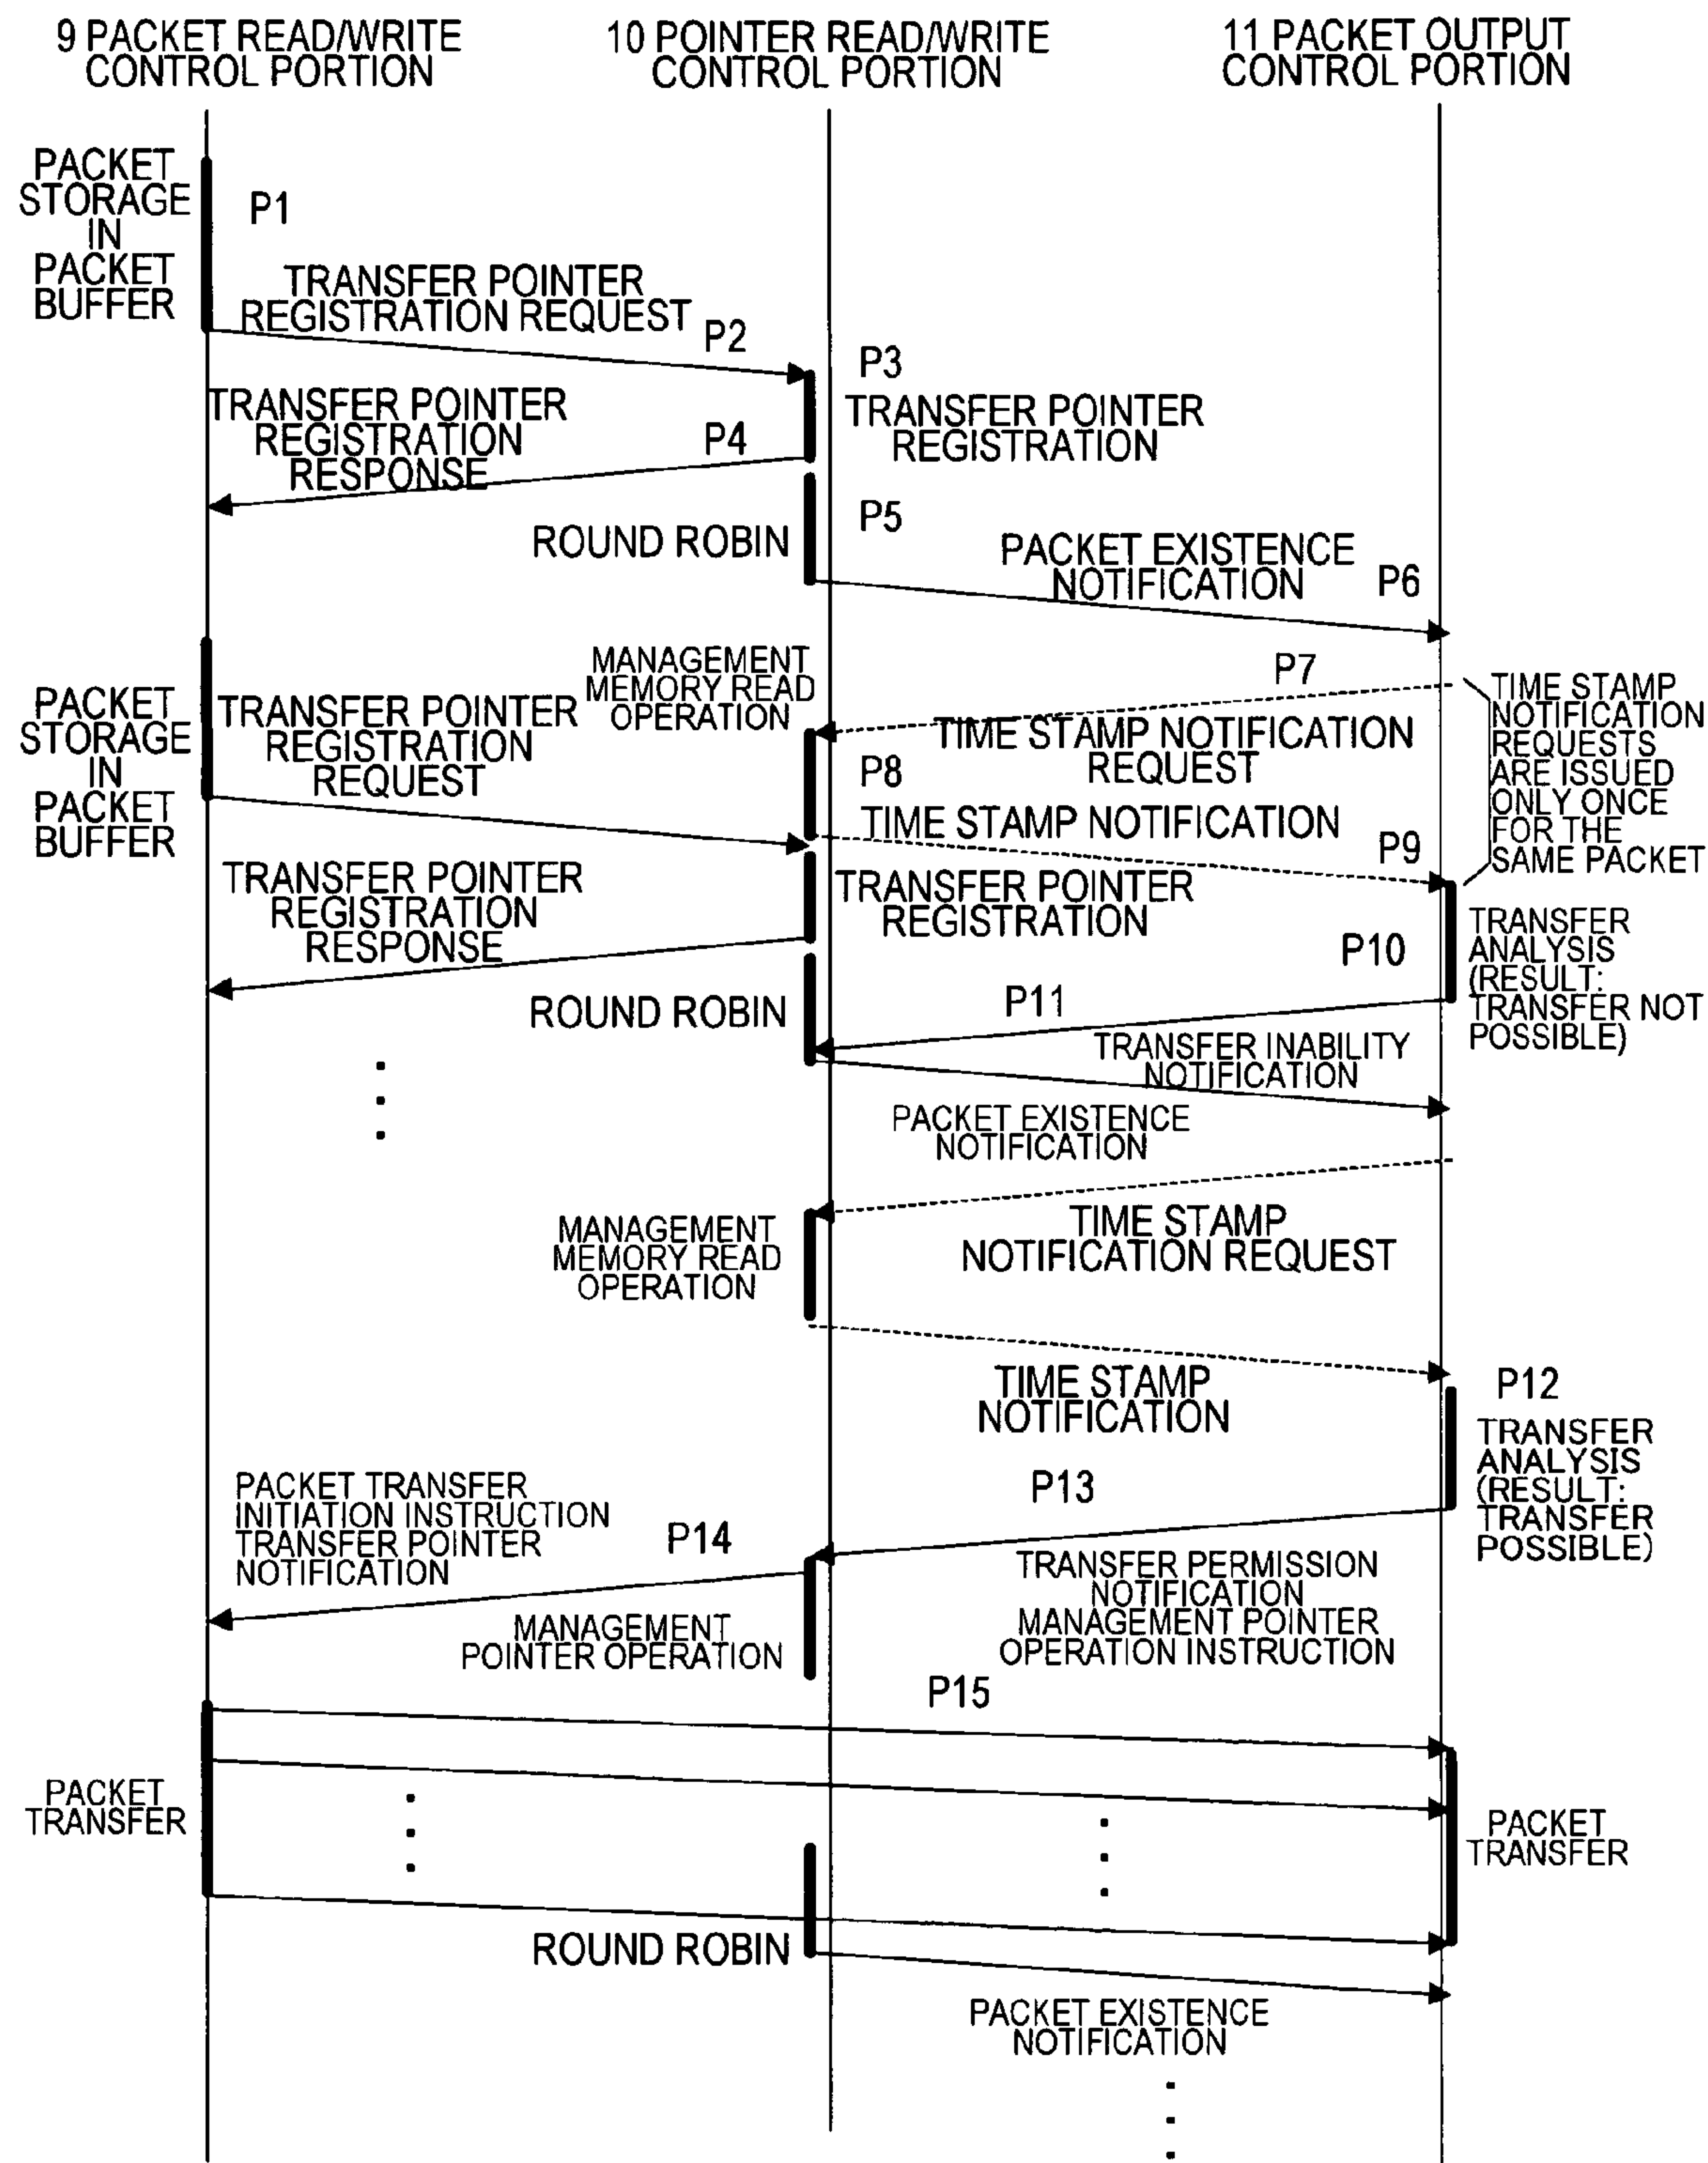 9 PACKET READ/WRITE
CONTROL PORTION
10 POINTER READ/WRITE
CONTROL PORTION
11 PACKET OUTPUT
CONTROL PORTION
PACKET
STORAGE
IN
PACKET
BUFFER
P1
TRANSFER POINTER
REGISTRATION REQUEST
P2
P3
TRANSFER POINTER
REGISTRATION
TRANSFER POINTER
REGISTRATION
RESPONSE
P4
P5
ROUND ROBIN
PACKET EXISTENCE
NOTIFICATION
P6
MANAGEMENT
MEMORY READ
OPERATION
P7
TIME STAMP NOTIFICATION
REQUEST
TIME STAMP
NOTIFICATION
REQUESTS
ARE ISSUED
ONLY ONCE
FOR THE
SAME PACKET
PACKET
STORAGE
IN
PACKET
BUFFER
TRANSFER POINTER
REGISTRATION
REQUEST
P8
TIME STAMP NOTIFICATION
P9
TRANSFER POINTER
REGISTRATION
RESPONSE
TRANSFER POINTER
REGISTRATION
P10
TRANSFER
ANALYSIS
(RESULT:
TRANSFER NOT
POSSIBLE)
ROUND ROBIN
P11
TRANSFER INABILITY
NOTIFICATION
PACKET EXISTENCE
NOTIFICATION
MANAGEMENT
MEMORY READ
OPERATION
TIME STAMP
NOTIFICATION REQUEST
TIME STAMP
NOTIFICATION
P12
TRANSFER
ANALYSIS
(RESULT:
TRANSFER
POSSIBLE)
PACKET TRANSFER
INITIATION INSTRUCTION
TRANSFER POINTER
NOTIFICATION
P13
P14
TRANSFER PERMISSION
NOTIFICATION
MANAGEMENT POINTER
OPERATION INSTRUCTION
MANAGEMENT
POINTER OPERATION
P15
PACKET
TRANSFER
PACKET
TRANSFER
ROUND ROBIN
PACKET EXISTENCE
NOTIFICATION